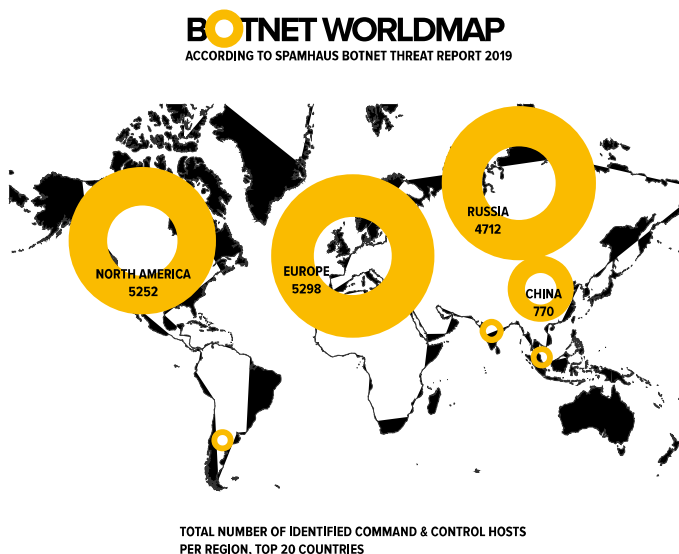 BOTNET WORLDMAP
ACCORDING TO SPAMHAUS BOTNET THREAT REPORT 2019
RUSSIA
4712
NORTH AMERICA
5252
EUROPE
5298
CHINA
770
TOTAL NUMBER OF IDENTIFIED COMMAND & CONTROL HOSTS
PER REGION, TOP 20 COUNTRIES